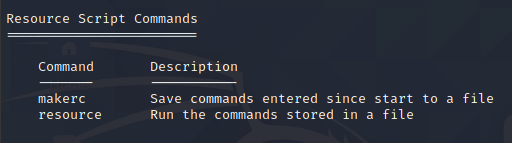 Resource Script Commands
========================
Command Description
------- -----------
makerc Save commands entered since start to a file
resource Run the commands stored in a file